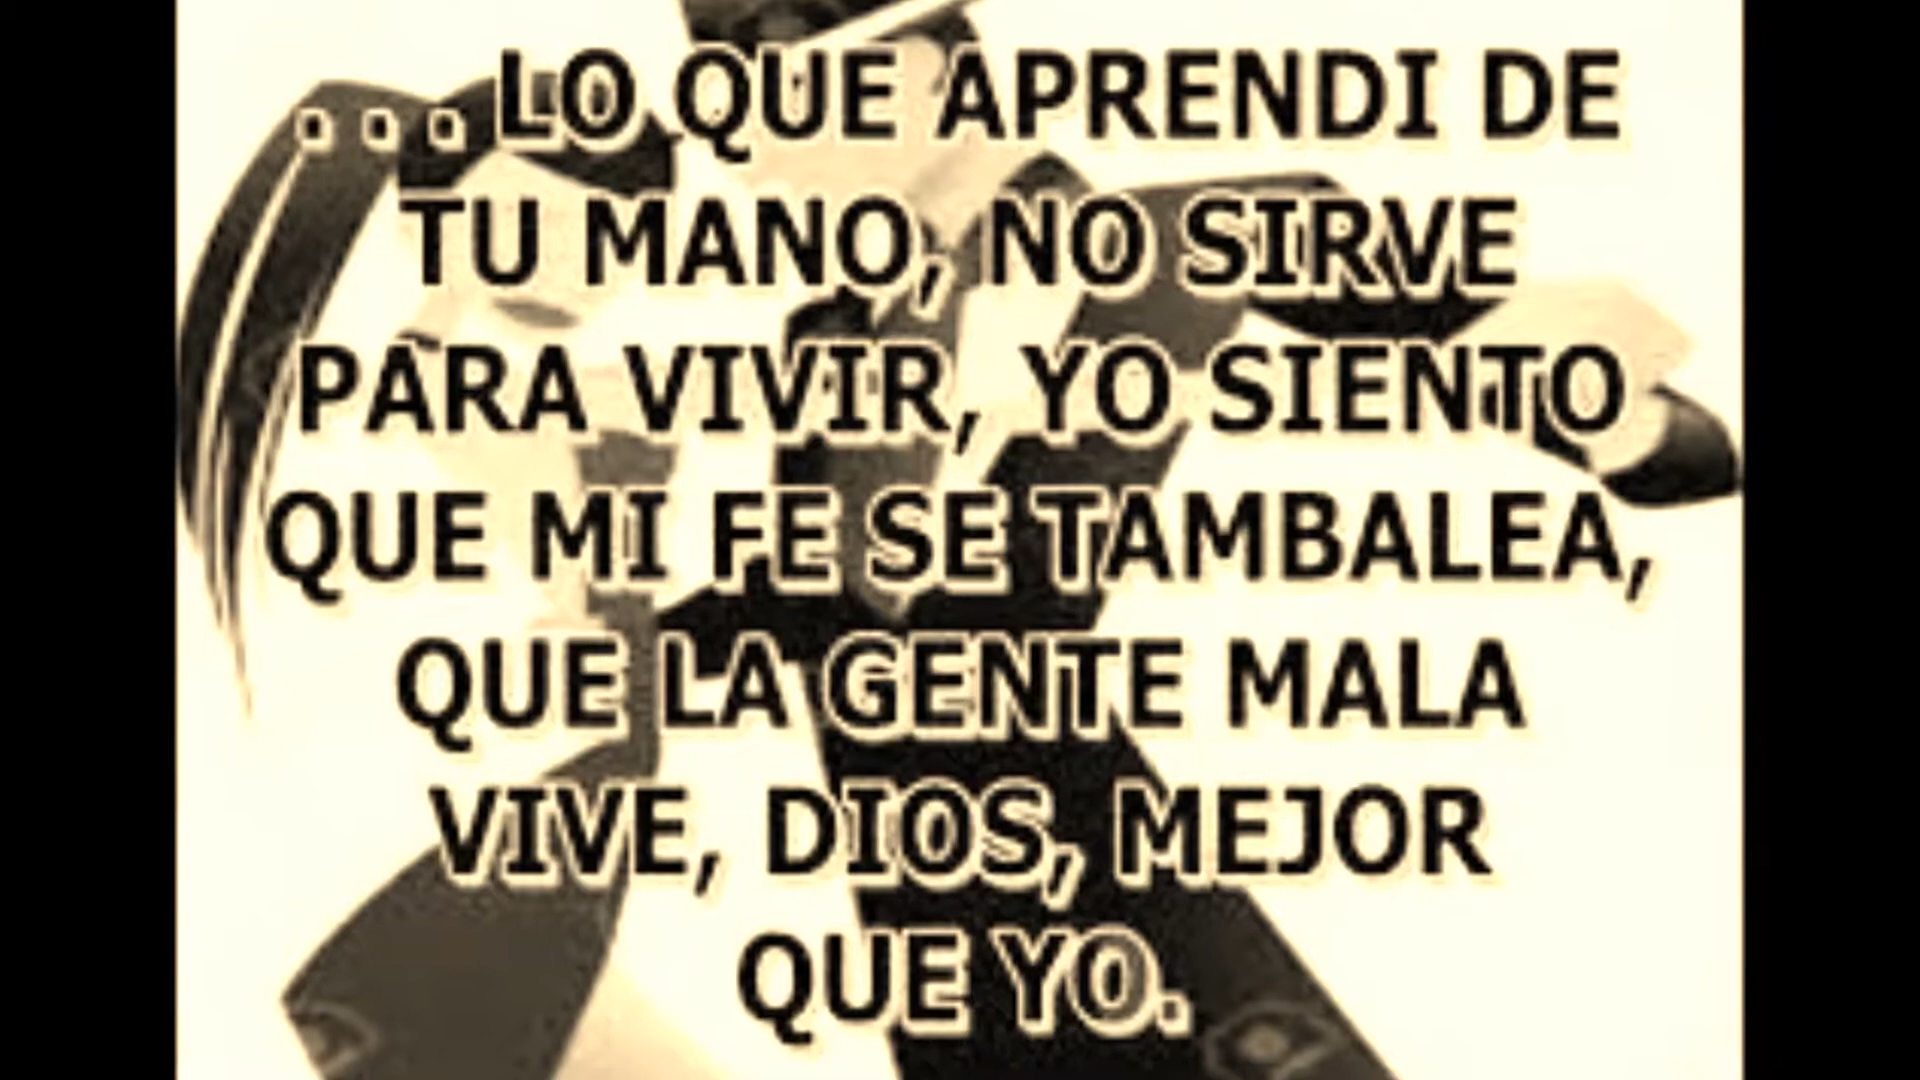 . . . LO QUE APRENDI DE
TU MANO, NO SIRVE
PARA VIVIR, YO SIENTO
QUE MI FE SE TAMBALEA,
QUE LA GENTE MALA
VIVE, DIOS, MEJOR
QUE YO.